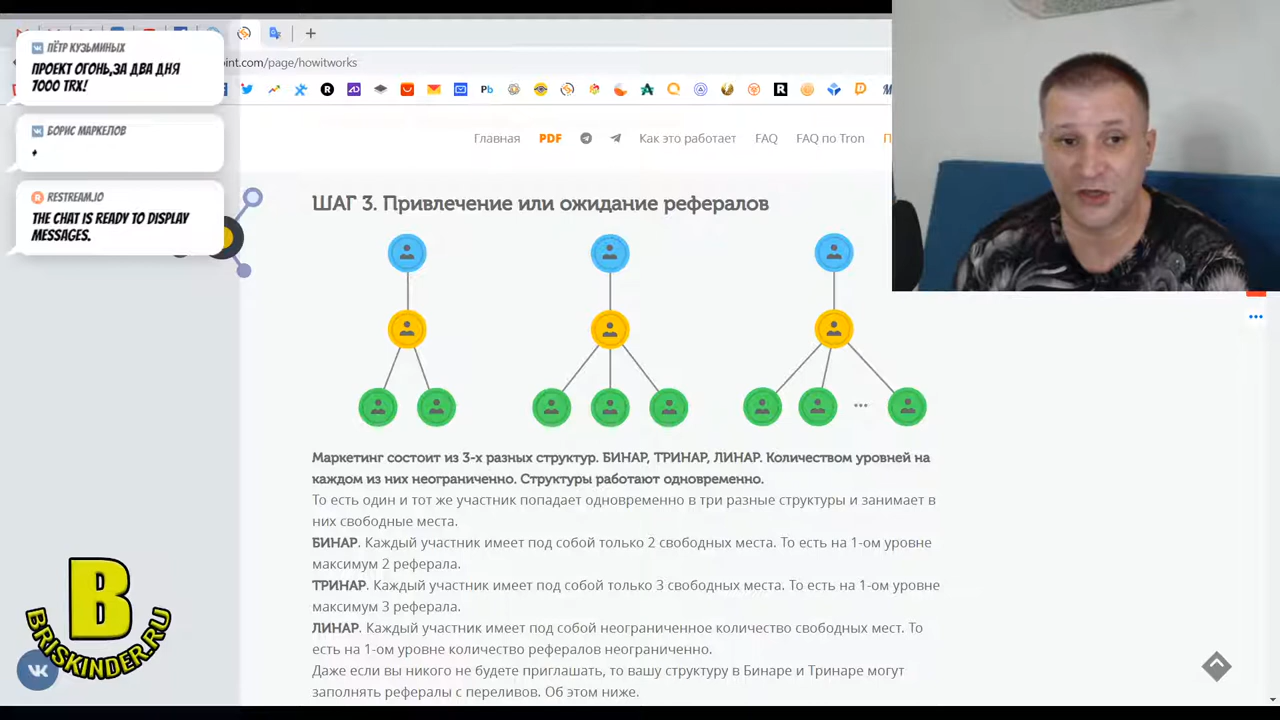 ПЁТР КУЗЬМИНЫХ
ПРОЕКТ ОГОНЬ,ЗА ДВА ДНЯ
7000 TRX!
БОРИС МАРКЕЛОВ
+
RESTREAM.IO
THE CHAT IS READY TO DISPLAY
MESSAGES.
oint.com/page/howitworks
Pb
Главная PDF Как это работает FAQ FAQ по Tron П
ШАГ 3. Привлечение или ожидание рефералов
Маркетинг состоит из 3-х разных структур. БИНАР, ТРИНАР, ЛИНАР. Количеством уровней на
каждом из них неограниченно. Структуры работают одновременно.
То есть один и тот же участник попадает одновременно в три разные структуры и занимает в
них свободные места.
БИНАР. Каждый участник имеет под собой только 2 свободных места. То есть на 1-ом уровне
максимум 2 реферала.
ТРИНАР. Каждый участник имеет под собой только 3 свободных места. То есть на 1-ом уровне
максимум 3 реферала.
ЛИНАР. Каждый участник имеет под собой неограниченное количество свободных мест. То
есть на 1-ом уровне количество рефералов неограниченно.
Даже если вы никого не будете приглашать, то вашу структуру в Бинаре и Тринаре могут
заполнять рефералы с переливов. Об этом ниже.
B
BRISKINDER.RU